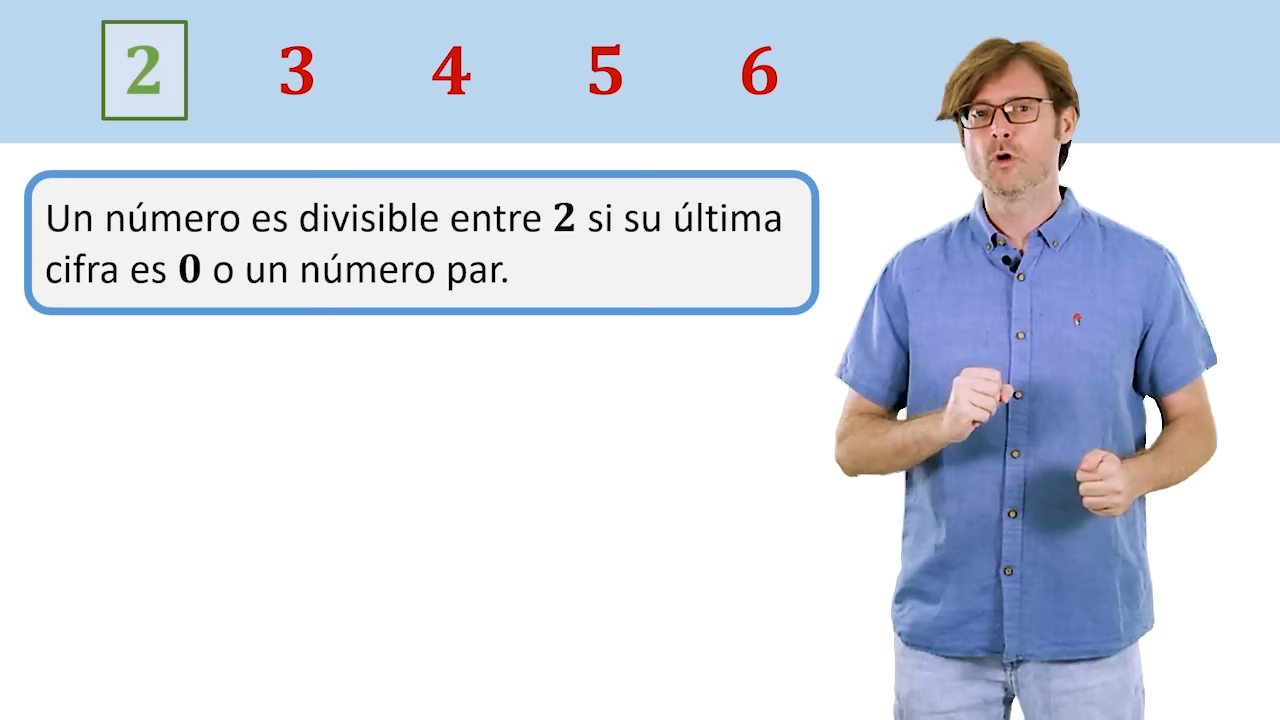 2 3 4 5 6
Un número es divisible entre 2 si su última
cifra es 0 o un número par.